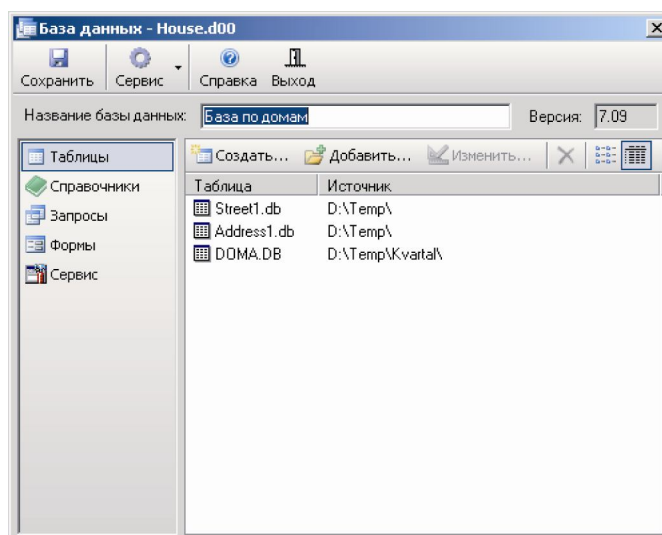 База данных - House.d00
Сохранить Сервис Справка Выход
Название базы данных: База по домам Версия: 7.09
Таблицы
Справочники
Запросы
Формы
Сервис
Создать... Добавить... Изменить...
Таблица Источник
Street1.db D:\Temp\
Address1.db D:\Temp\
DOMA.DB D:\Temp\Kvartal\